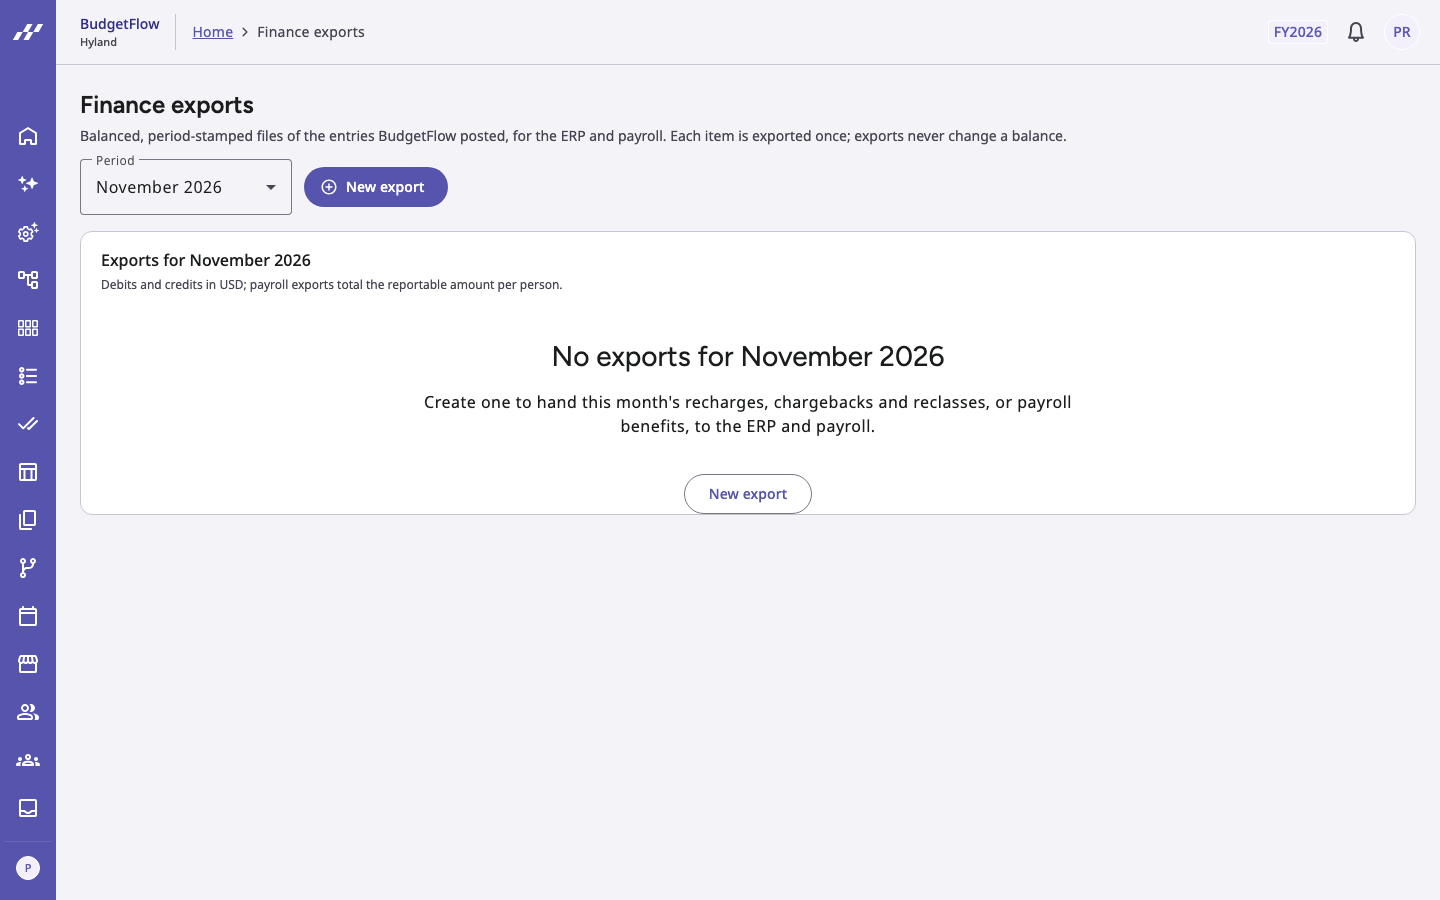 BudgetFlow
Hyland
Home
Finance exports
FY2026
PR
Finance exports
Balanced, period-stamped files of the entries BudgetFlow posted, for the ERP and payroll. Each item is exported once; exports never change a balance.
Period
November 2026
New export
Exports for November 2026
Debits and credits in USD; payroll exports total the reportable amount per person.
No exports for November 2026
Create one to hand this month's recharges, chargebacks and reclasses, or payroll
benefits, to the ERP and payroll.
New export
P